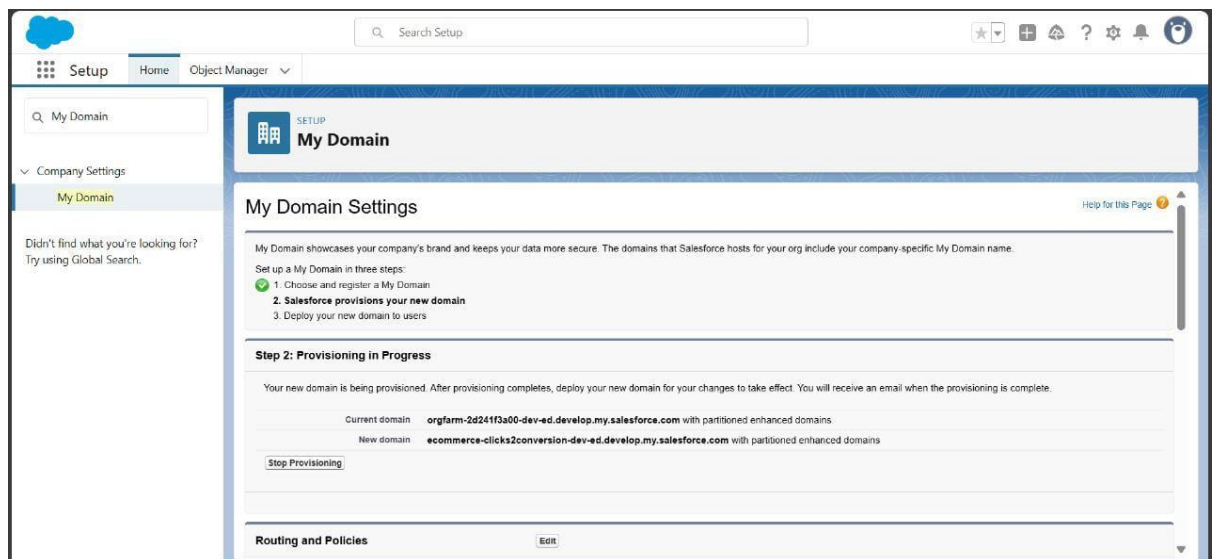 Search Setup
Setup Home Object Manager
My Domain
Company Settings
My Domain
Didn't find what you're looking for?
Try using Global Search.
SETUP
My Domain
My Domain Settings
Help for this Page
My Domain showcases your company's brand and keeps your data more secure. The domains that Salesforce hosts for your org include your company-specific My Domain name.
Set up a My Domain in three steps:
1. Choose and register a My Domain
2. Salesforce provisions your new domain
3. Deploy your new domain to users
Step 2: Provisioning in Progress
Your new domain is being provisioned. After provisioning completes, deploy your new domain for your changes to take effect. You will receive an email when the provisioning is complete.
Current domain orgfarm-2d241f3a00-dev-ed.develop.my.salesforce.com with partitioned enhanced domains
New domain ecommerce-clicks2conversion-dev-ed.develop.my.salesforce.com with partitioned enhanced domains
Stop Provisioning
Routing and Policies Edit